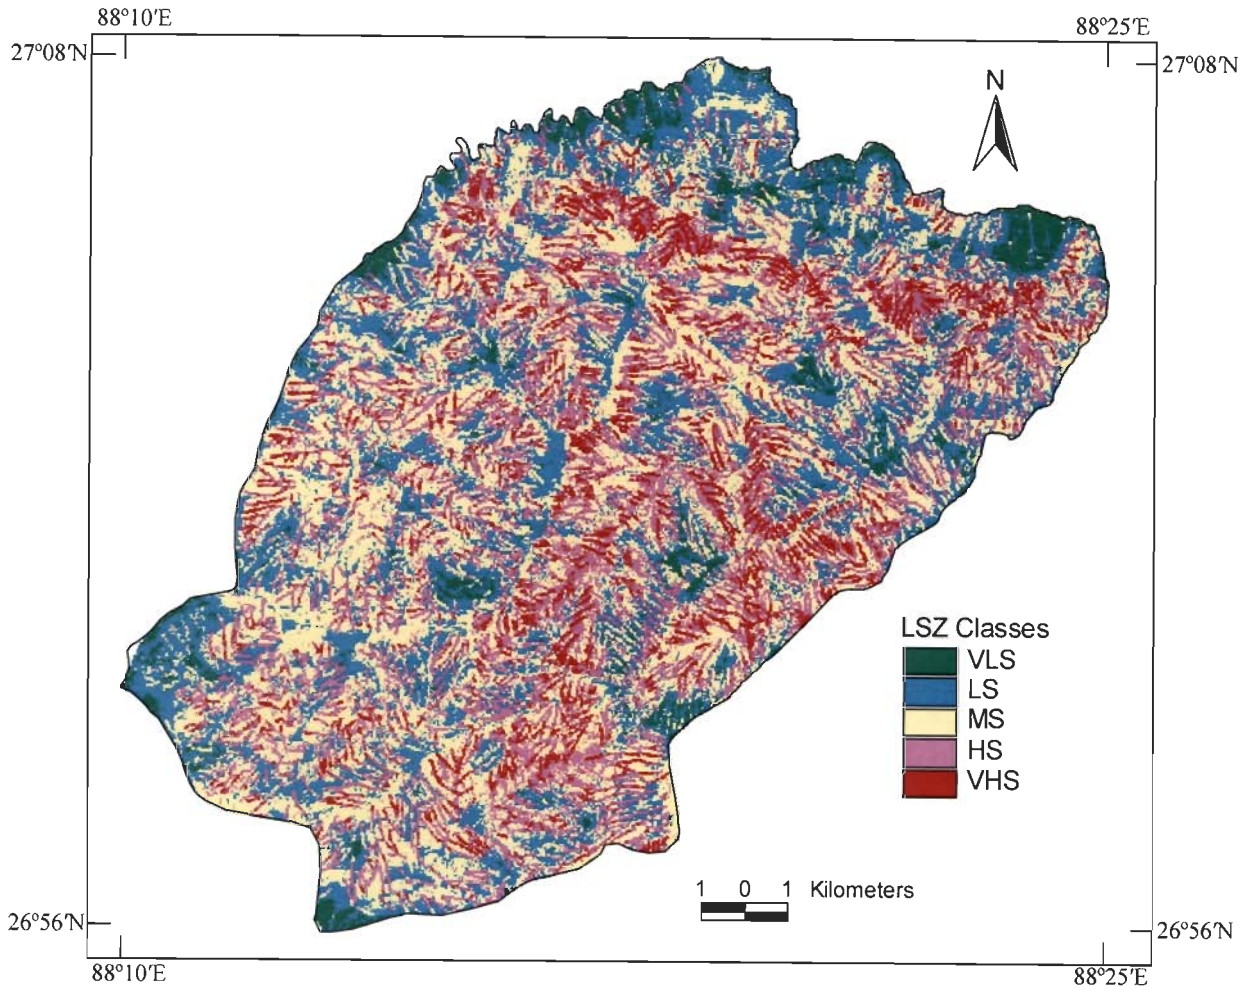 88°10'E
88°25'E
27°08'N
27°08'N
N
LSZ Classes
VLS
LS
MS
HS
VHS
1 0 1 Kilometers
26°56'N
26°56'N
88°10'E
88°25'E